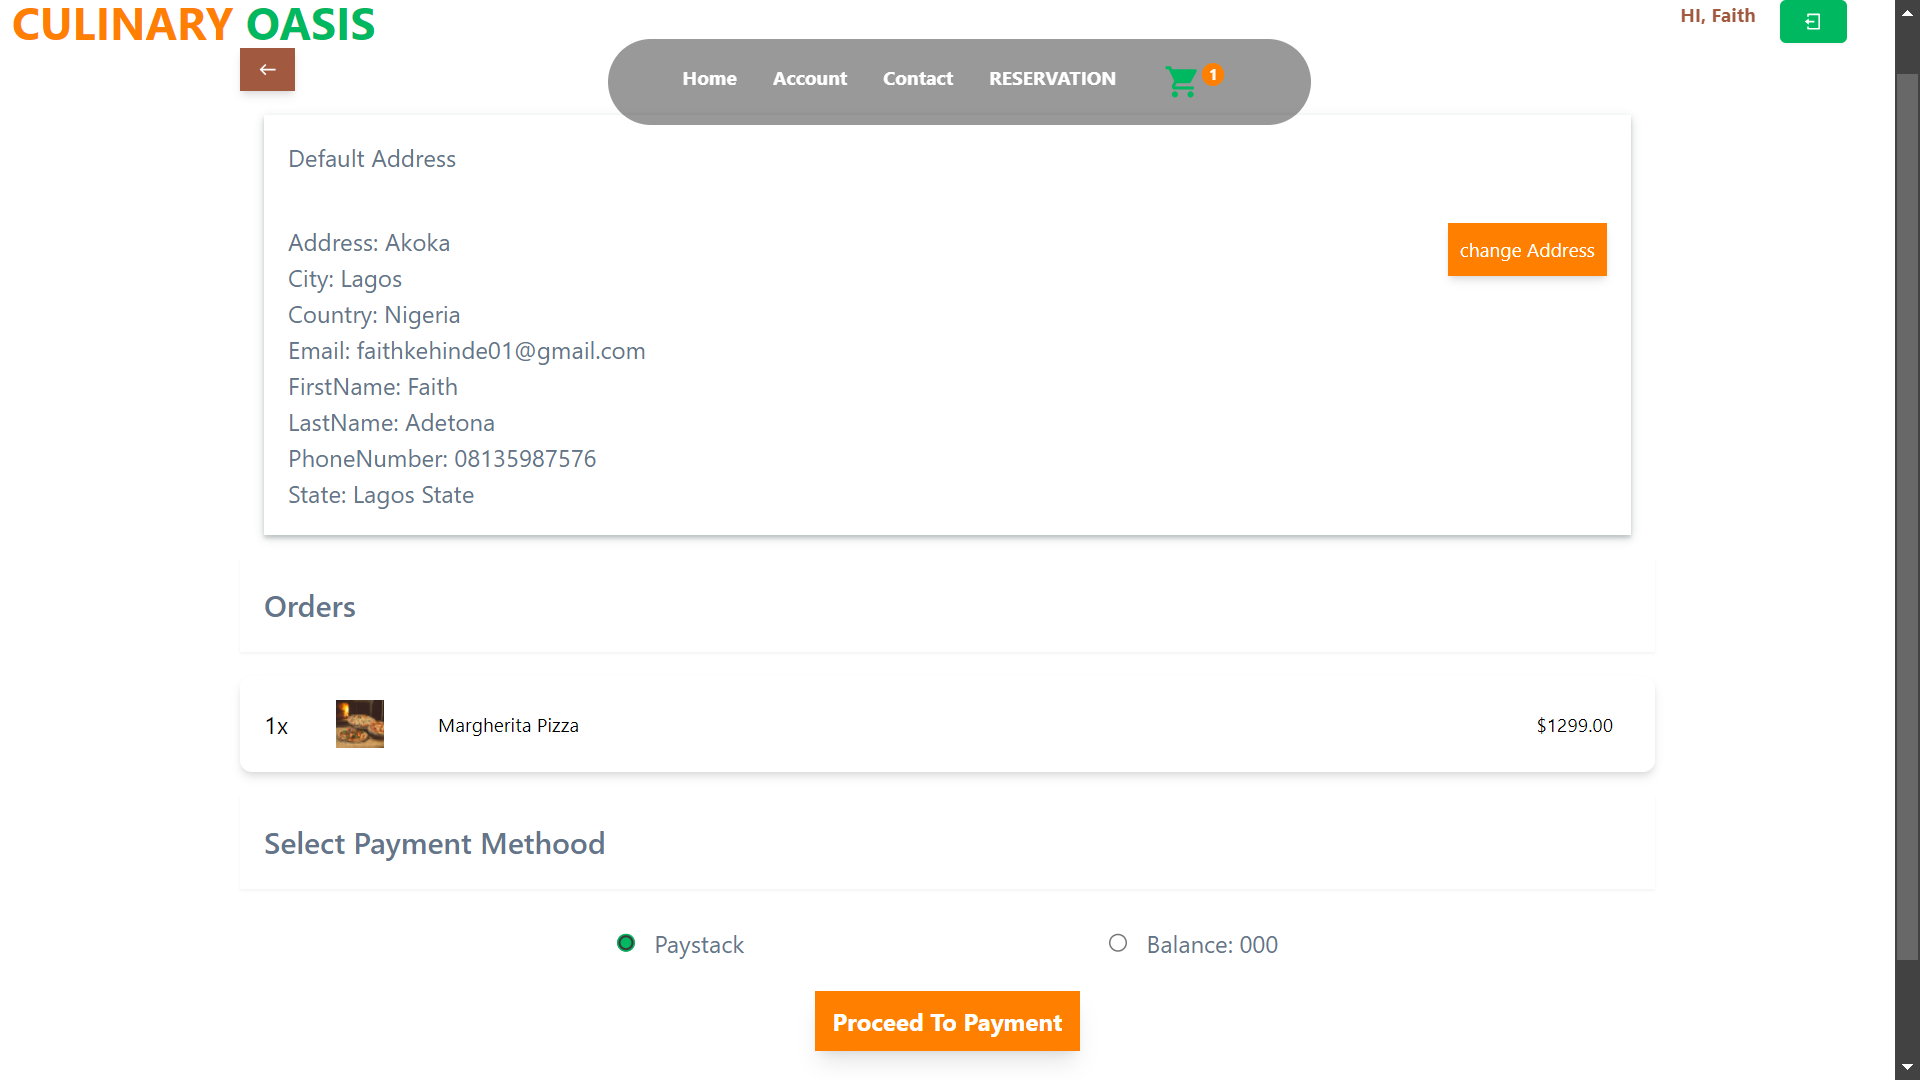 CULINARY OASIS
HI, Faith
Home Account Contact RESERVATION 1
Default Address
Address: Akoka
change Address
City: Lagos
Country: Nigeria
Email: faithkehinde01@gmail.com
FirstName: Faith
LastName: Adetona
PhoneNumber: 08135987576
State: Lagos State
Orders
1x Margherita Pizza $1299.00
Select Payment Methood
Paystack Balance: 000
Proceed To Payment